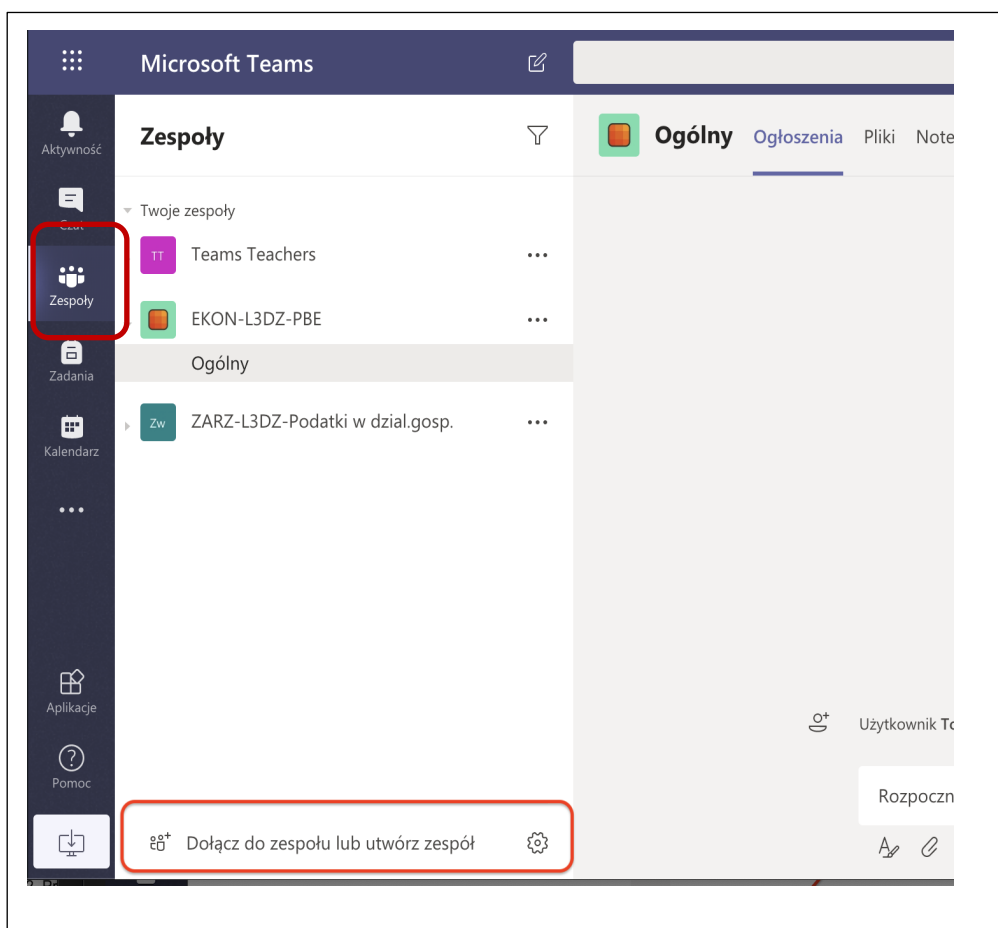 Microsoft Teams
Aktywność
Czat
Zespoły
Zadania
Kalendarz
Aplikacje
Pomoc
Zespoły
Twoje zespoły
TT Teams Teachers
EKON-L3DZ-PBE
Ogólny
Zw ZARZ-L3DZ-Podatki w dzial.gosp.
Dołącz do zespołu lub utwórz zespół
Ogólny Ogłoszenia Pliki Note
Użytkownik To
Rozpoczn